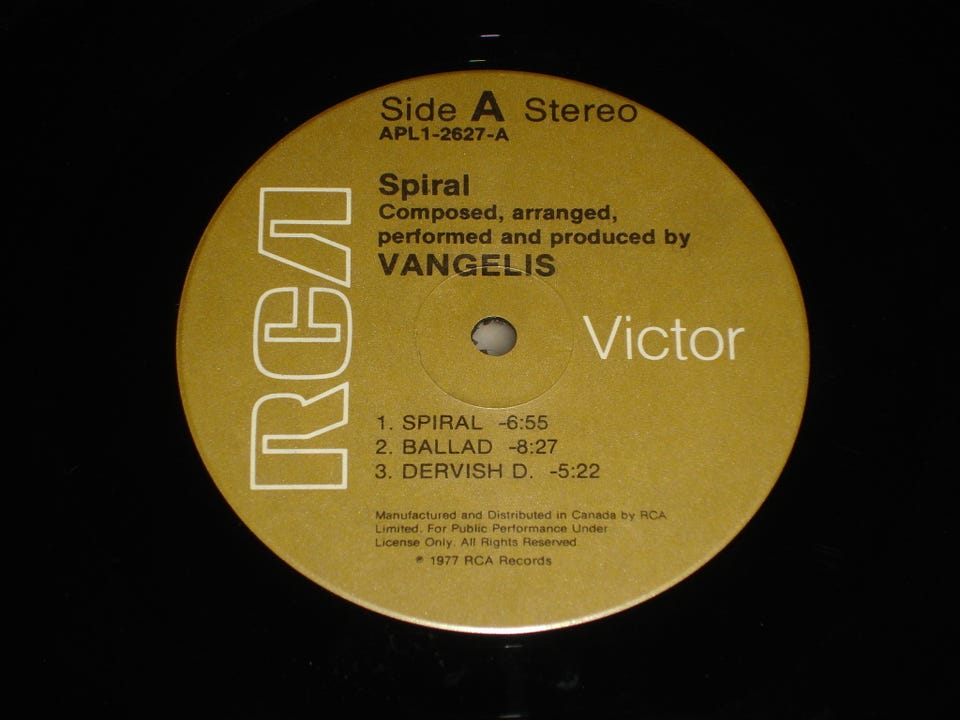 Side A Stereo
APL1-2627-A
Spiral
Composed, arranged,
performed and produced by
VANGELIS
RCA
Victor
1. SPIRAL -6:55
2. BALLAD -8:27
3. DERVISH D. -5:22
Manufactured and Distributed in Canada by RCA
Limited. For Public Performance Under
License Only. All Rights Reserved
℗ 1977 RCA Records